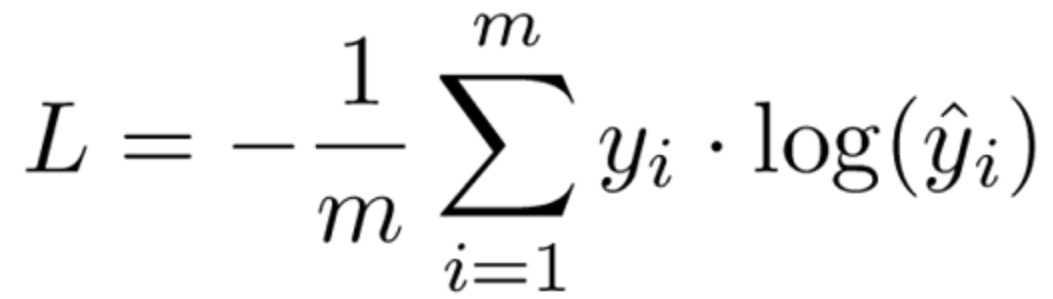 L = -\frac{1}{m} \sum_{i=1}^{m} y_i \cdot \log(\hat{y}_i)